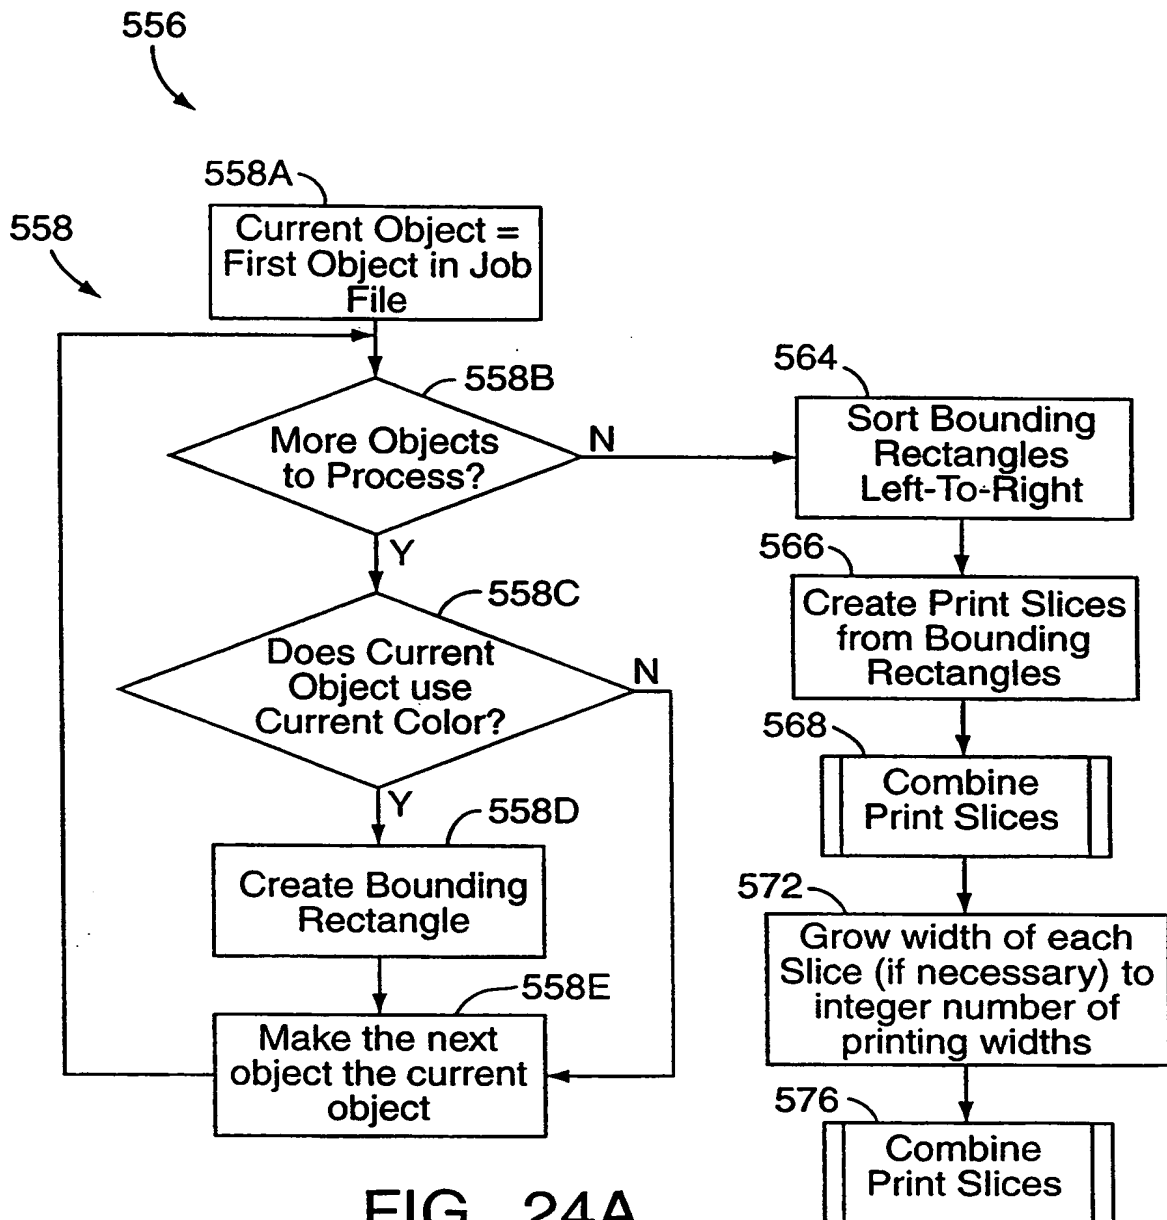 556
558A
558
Current Object =
First Object in Job
File
558B
More Objects
to Process?
N
Y
558C
Does Current
Object use
Current Color?
N
Y
558D
Create Bounding
Rectangle
558E
Make the next
object the current
object
564
Sort Bounding
Rectangles
Left-To-Right
566
Create Print Slices
from Bounding
Rectangles
568
Combine
Print Slices
572
Grow width of each
Slice (if necessary) to
integer number of
printing widths
576
Combine
Print Slices
FIG. 24A